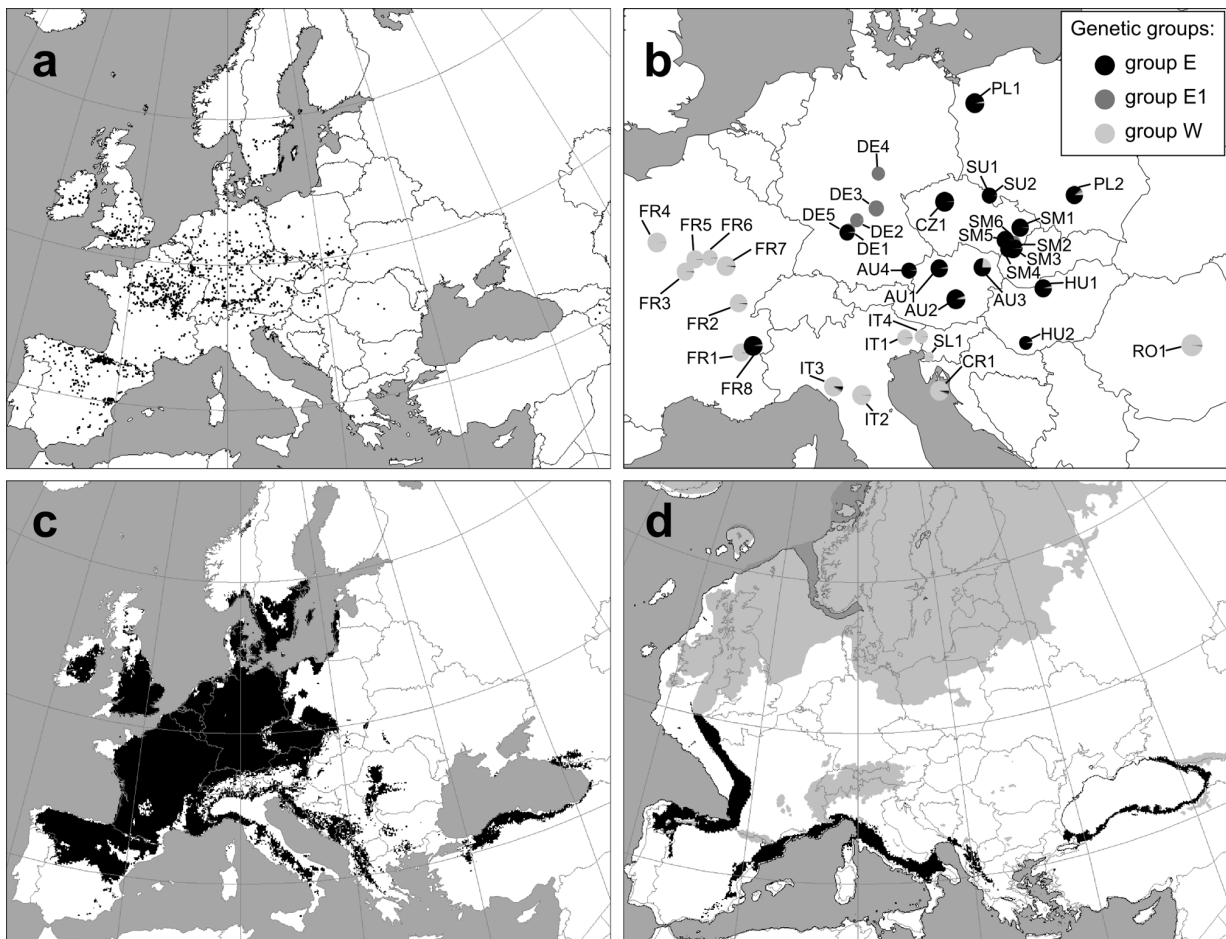 a
b
Genetic groups:
group E
group E1
group W
PL1
DE4
SU1
SU2
PL2
DE3
FR4
FR5
FR6
DE5
DE2
CZ1
SM6
SM1
SM5
SM2
FR7
DE1
SM3
SM4
FR3
AU4
AU1
AU3
HU1
AU2
FR2
IT4
IT1
SL1
HU2
RO1
FR1
IT3
CR1
FR8
IT2
c
d